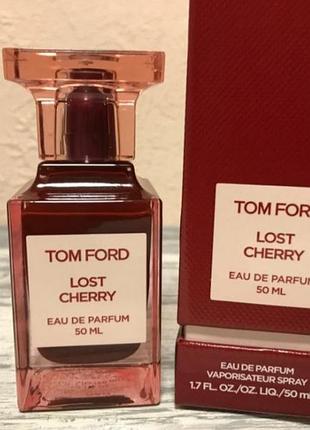 TOM FORD
LOST
CHERRY
EAU DE PARFUM
50 ML
TOM FORD
LOST
CHERRY
EAU DE PARFUM
50 ML
EAU DE PARFUM
VAPORISATEUR SPRAY
1.7 FL. OZ./OZ. LIQ./50 ml